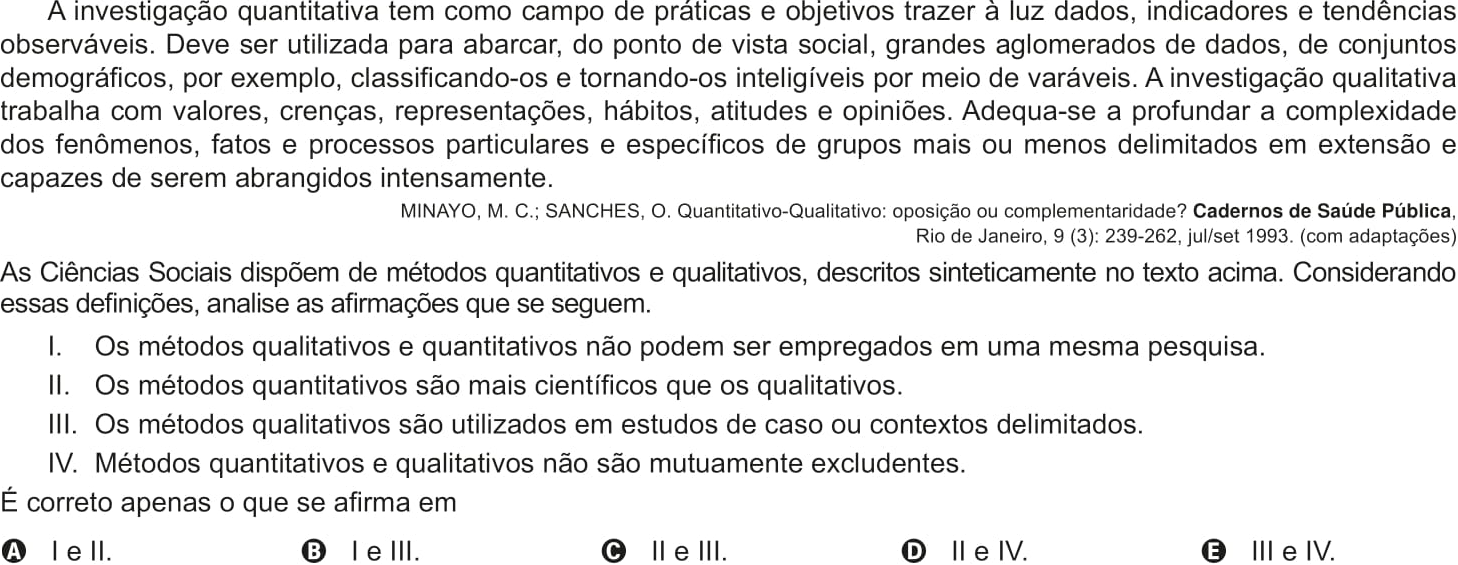 A investigação quantitativa tem como campo de práticas e objetivos trazer à luz dados, indicadores e tendências
observáveis. Deve ser utilizada para abarcar, do ponto de vista social, grandes aglomerados de dados, de conjuntos
demográficos, por exemplo, classificando-os e tornando-os inteligíveis por meio de varáveis. A investigação qualitativa
trabalha com valores, crenças, representações, hábitos, atitudes e opiniões. Adequa-se a profundar a complexidade
dos fenômenos, fatos e processos particulares e específicos de grupos mais ou menos delimitados em extensão e
capazes de serem abrangidos intensamente.
MINAYO, M. C.; SANCHES, O. Quantitativo-Qualitativo: oposição ou complementaridade? Cadernos de Saúde Pública,
Rio de Janeiro, 9 (3): 239-262, jul/set 1993. (com adaptações)
As Ciências Sociais dispõem de métodos quantitativos e qualitativos, descritos sinteticamente no texto acima. Considerando
essas definições, analise as afirmações que se seguem.
I. Os métodos qualitativos e quantitativos não podem ser empregados em uma mesma pesquisa.
II. Os métodos quantitativos são mais científicos que os qualitativos.
III. Os métodos qualitativos são utilizados em estudos de caso ou contextos delimitados.
IV. Métodos quantitativos e qualitativos não são mutuamente excludentes.
É correto apenas o que se afirma em
A I e II. B I e III. C II e III. D II e IV. E III e IV.